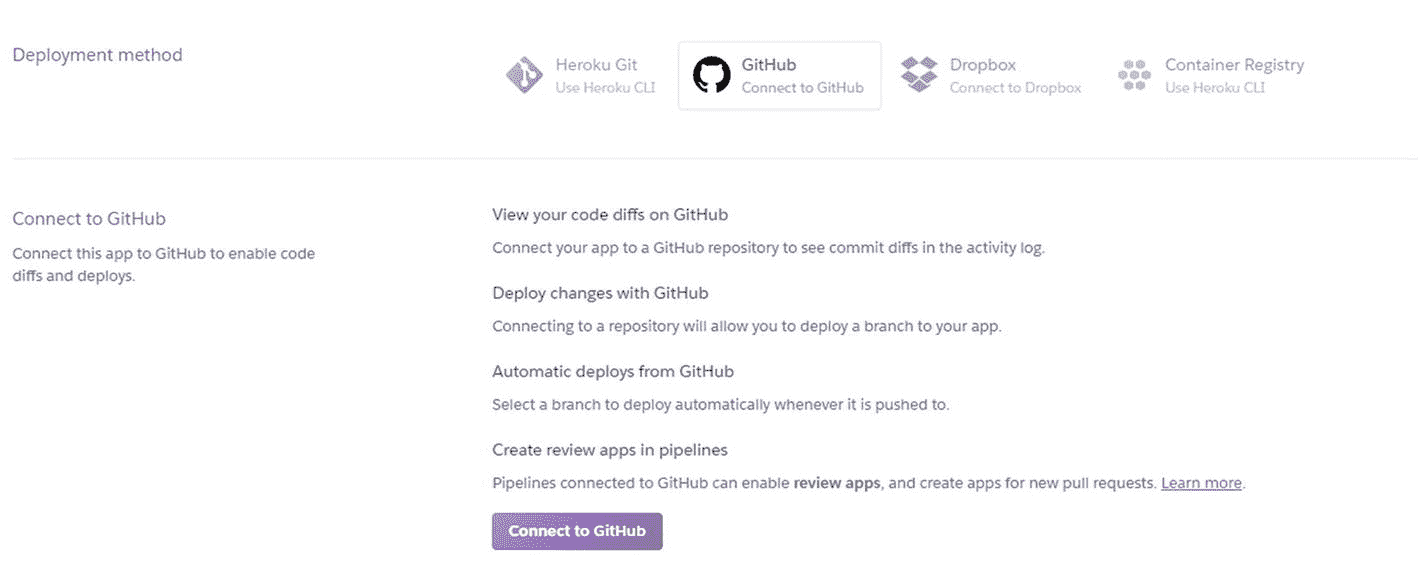 Deployment method
Heroku Git
Use Heroku CLI
GitHub
Connect to GitHub
Dropbox
Connect to Dropbox
Container Registry
Use Heroku CLI
Connect to GitHub
Connect this app to GitHub to enable code
diffs and deploys.
View your code diffs on GitHub
Connect your app to a GitHub repository to see commit diffs in the activity log.
Deploy changes with GitHub
Connecting to a repository will allow you to deploy a branch to your app.
Automatic deploys from GitHub
Select a branch to deploy automatically whenever it is pushed to.
Create review apps in pipelines
Pipelines connected to GitHub can enable review apps, and create apps for new pull requests. Learn more.
Connect to GitHub